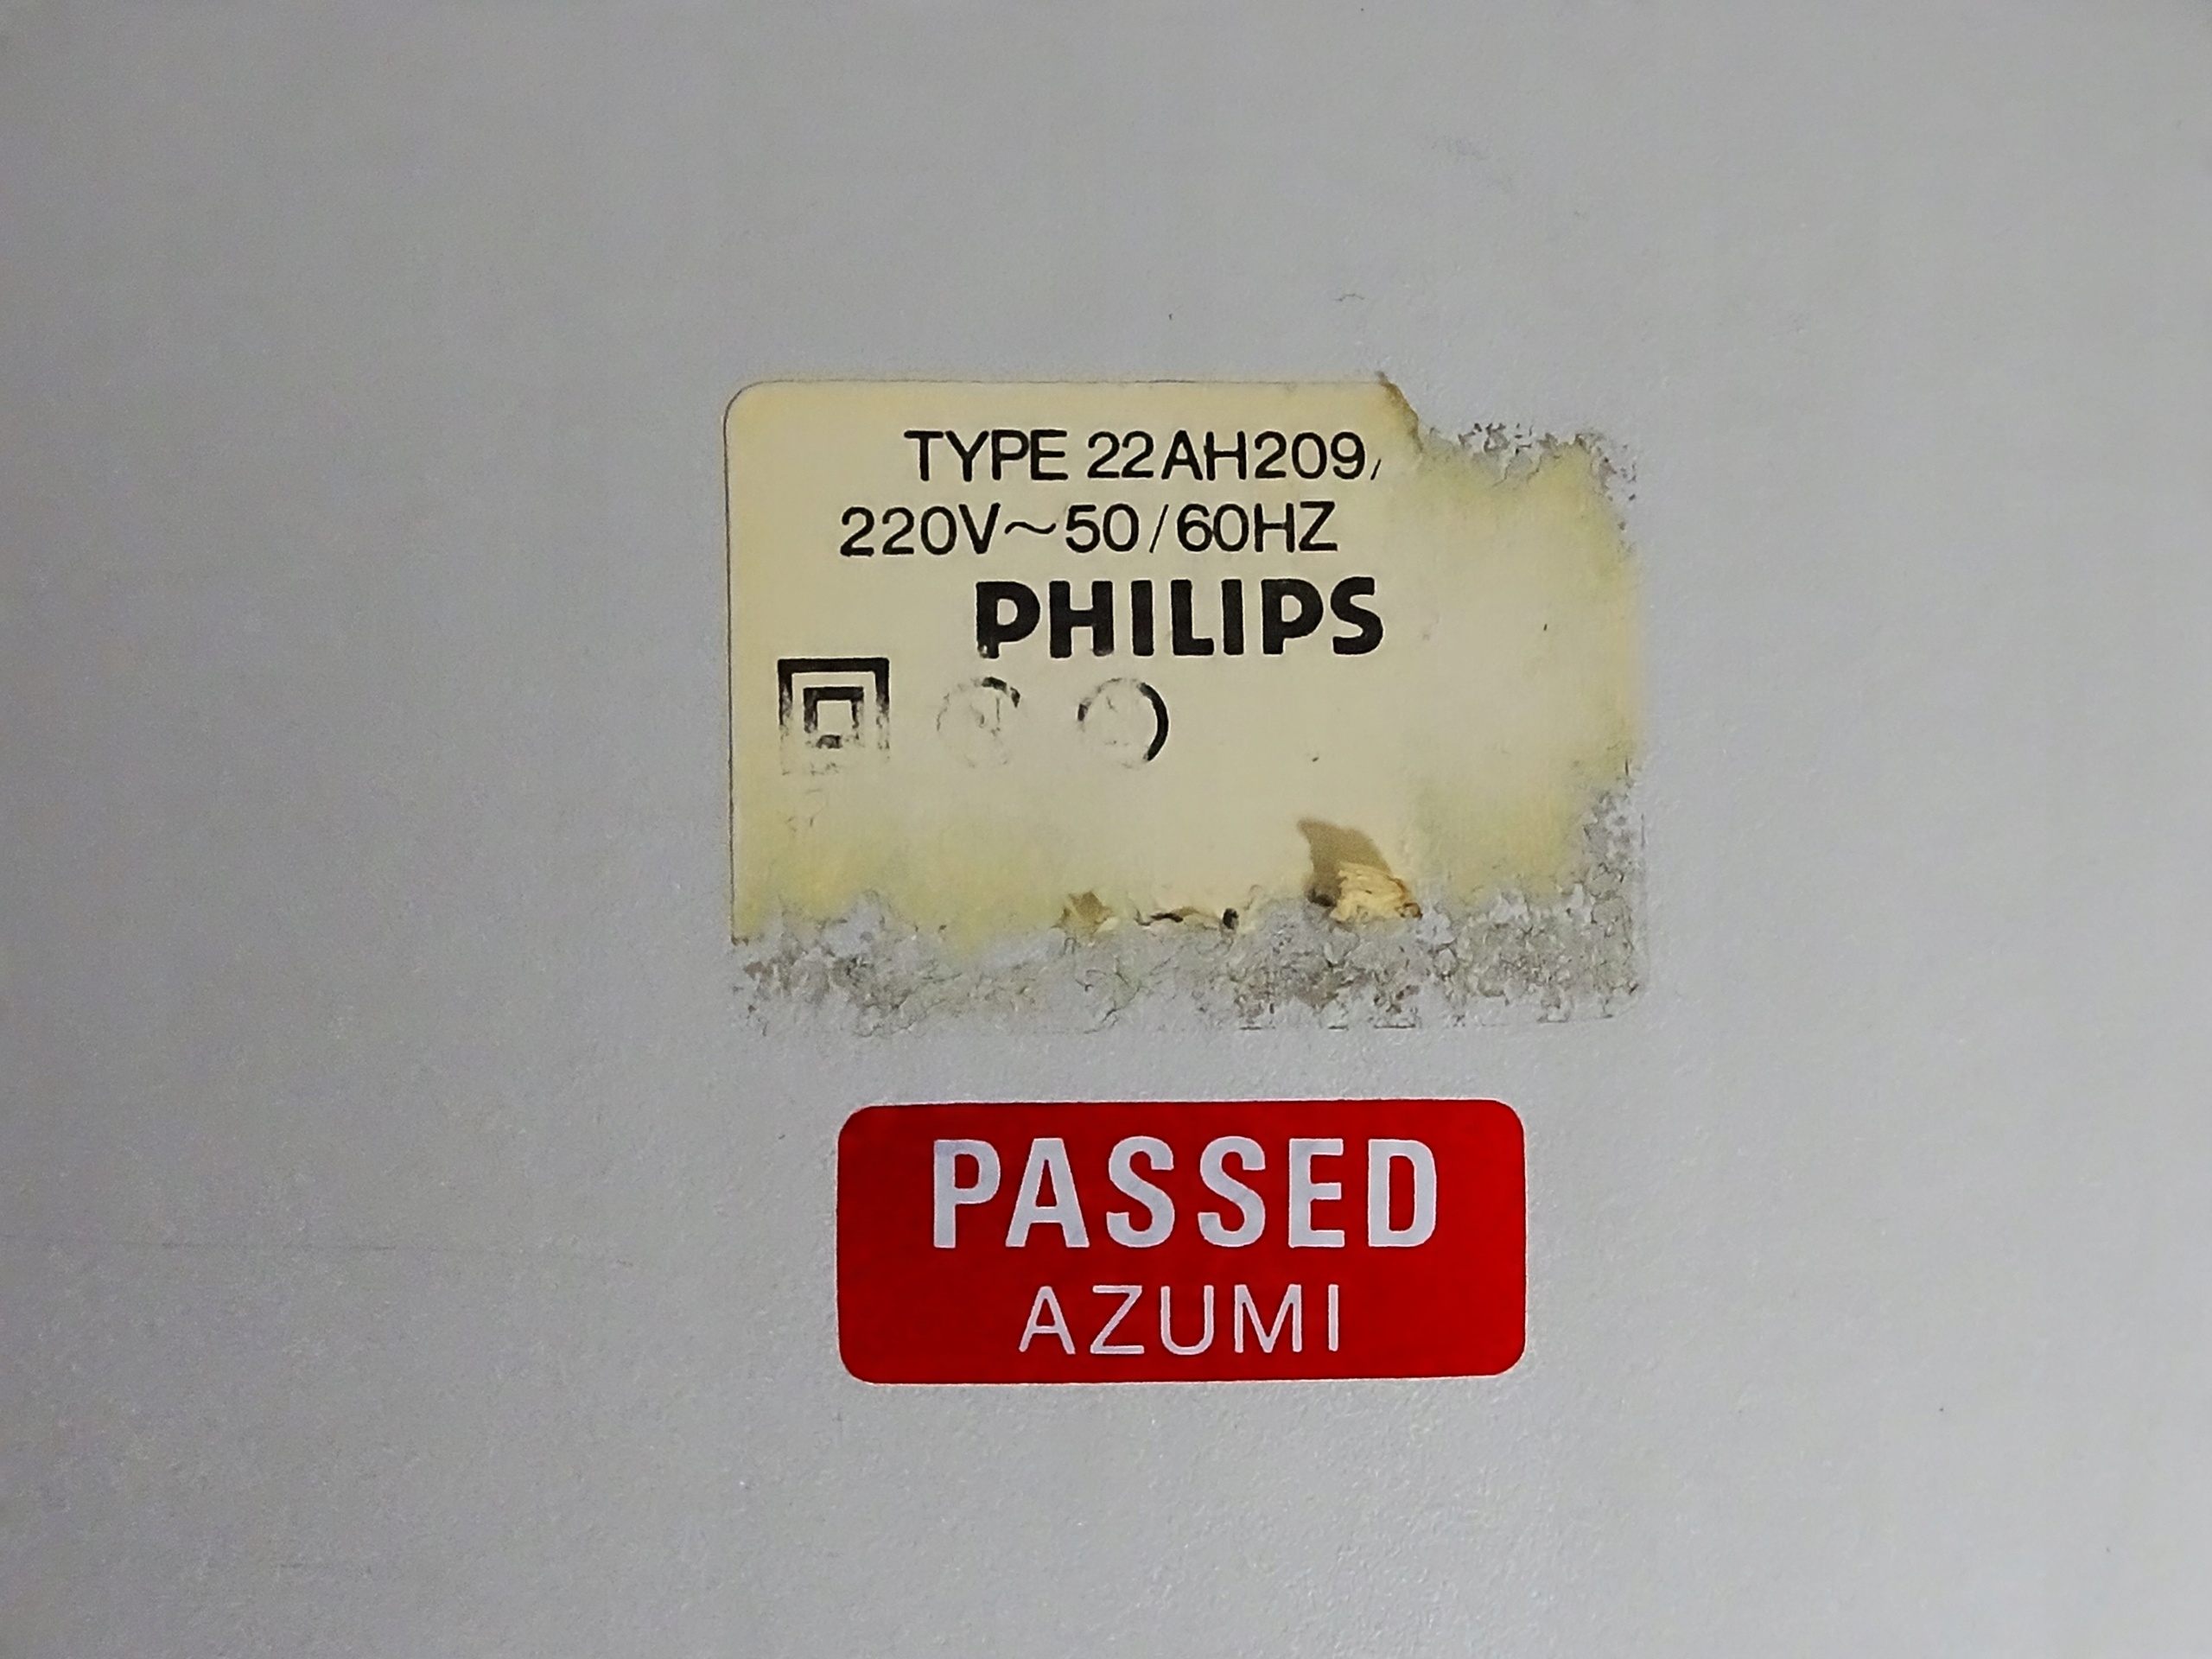 TYPE 22AH209/
220V~50/60HZ
PHILIPS
PASSED
AZUMI